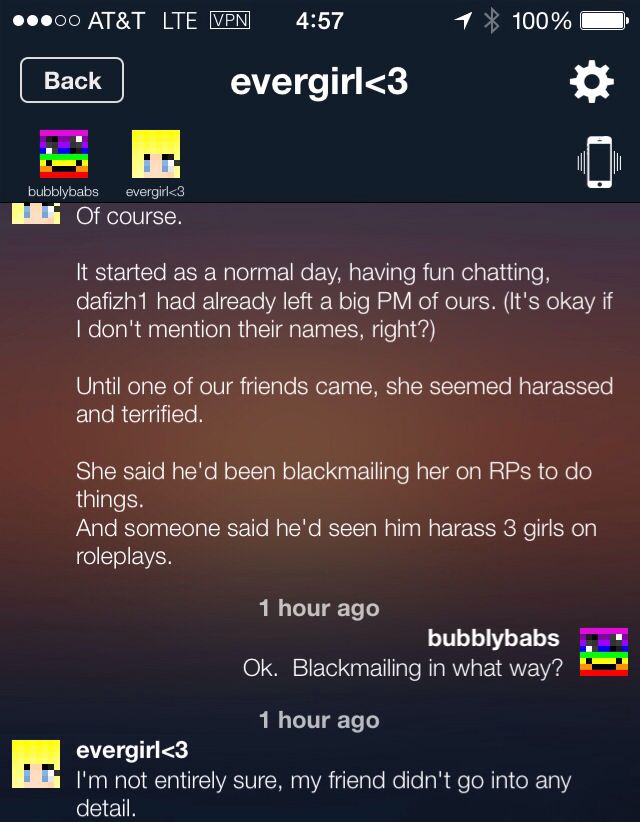 AT&T LTE VPN 4:57 100%
Back evergirl<3
bubblybabs evergirl<3
Of course.
It started as a normal day, having fun chatting,
dafizh1 had already left a big PM of ours. (It's okay if
I don't mention their names, right?)
Until one of our friends came, she seemed harassed
and terrified.
She said he'd been blackmailing her on RPs to do
things.
And someone said he'd seen him harass 3 girls on
roleplays.
1 hour ago
bubblybabs
Ok.  Blackmailing in what way?
1 hour ago
evergirl<3
I'm not entirely sure, my friend didn't go into any
detail.